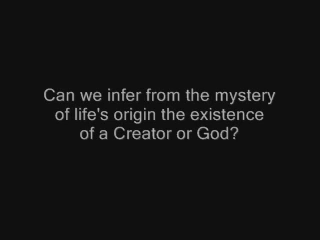 Can we infer from the mystery
of life's origin the existence
of a Creator or God?